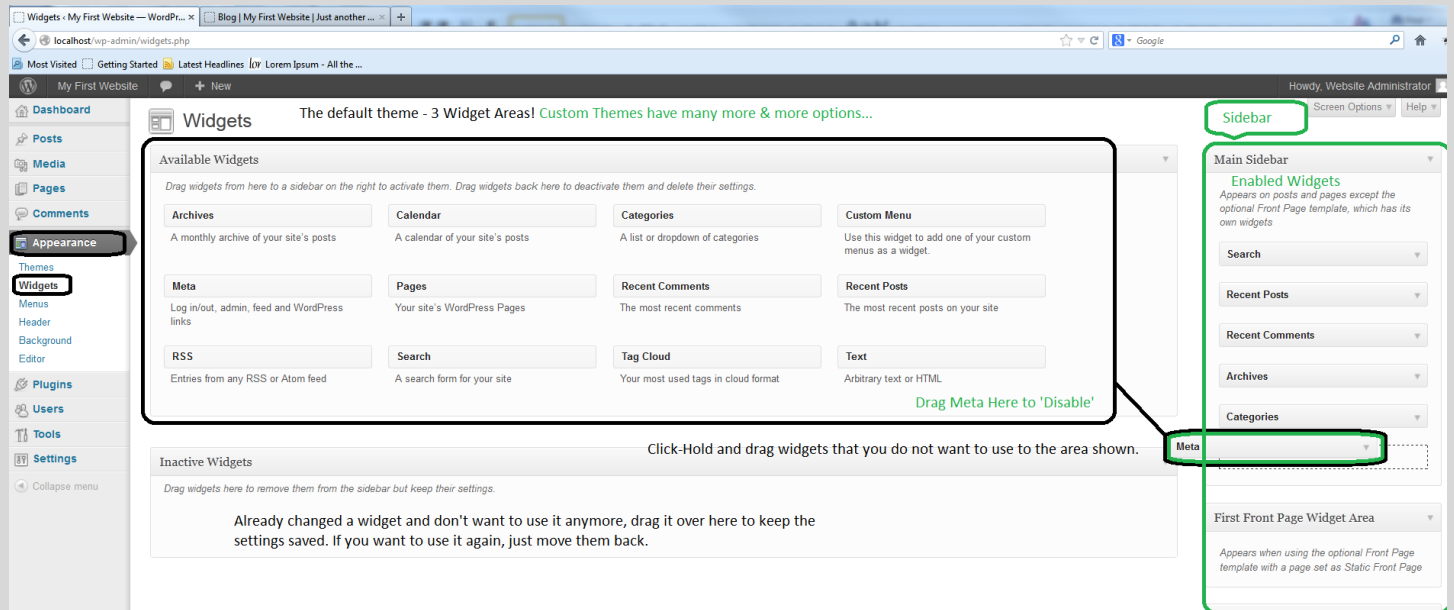 Widgets ‹ My First Website — WordPr... ×
Blog | My First Website | Just another ... ×
+
localhost/wp-admin/widgets.php
8 Google
Most Visited Getting Started Latest Headlines Lorem Ipsum - All the ...
My First Website + New
Howdy, Website Administrator
Screen Options Help
Dashboard
Posts
Media
Pages
Comments
Appearance
Themes
Widgets
Menus
Header
Background
Editor
Plugins
Users
Tools
Settings
Collapse menu
Widgets
The default theme - 3 Widget Areas! Custom Themes have many more & more options...
Available Widgets
Drag widgets from here to a sidebar on the right to activate them. Drag widgets back here to deactivate them and delete their settings.
Archives
A monthly archive of your site's posts
Calendar
A calendar of your site's posts
Categories
A list or dropdown of categories
Custom Menu
Use this widget to add one of your custom
menus as a widget.
Meta
Log in/out, admin, feed and WordPress
links
Pages
Your site's WordPress Pages
Recent Comments
The most recent comments
Recent Posts
The most recent posts on your site
RSS
Entries from any RSS or Atom feed
Search
A search form for your site
Tag Cloud
Your most used tags in cloud format
Text
Arbitrary text or HTML
Drag Meta Here to 'Disable'
Click-Hold and drag widgets that you do not want to use to the area shown.
Inactive Widgets
Drag widgets here to remove them from the sidebar but keep their settings.
Already changed a widget and don't want to use it anymore, drag it over here to keep the
settings saved. If you want to use it again, just move them back.
Sidebar
Main Sidebar
Enabled Widgets
Appears on posts and pages except the
optional Front Page template, which has its
own widgets
Search
Recent Posts
Recent Comments
Archives
Categories
Meta
First Front Page Widget Area
Appears when using the optional Front Page
template with a page set as Static Front Page